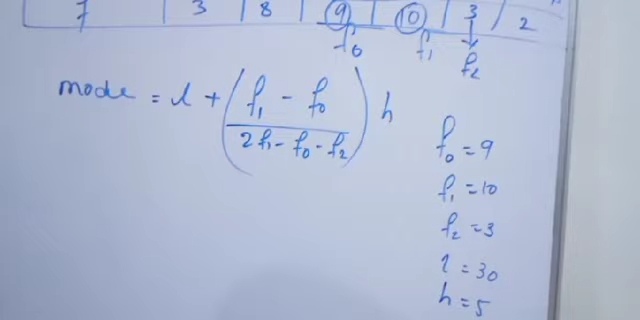 7 | 3 | 8 | 9 | 10 | 3 | 2
f0 f1 f2
mode = l + ( f1 - f0 / 2f1 - f0 - f2 ) h
f0 = 9
f1 = 10
f2 = 3
l = 30
h = 5